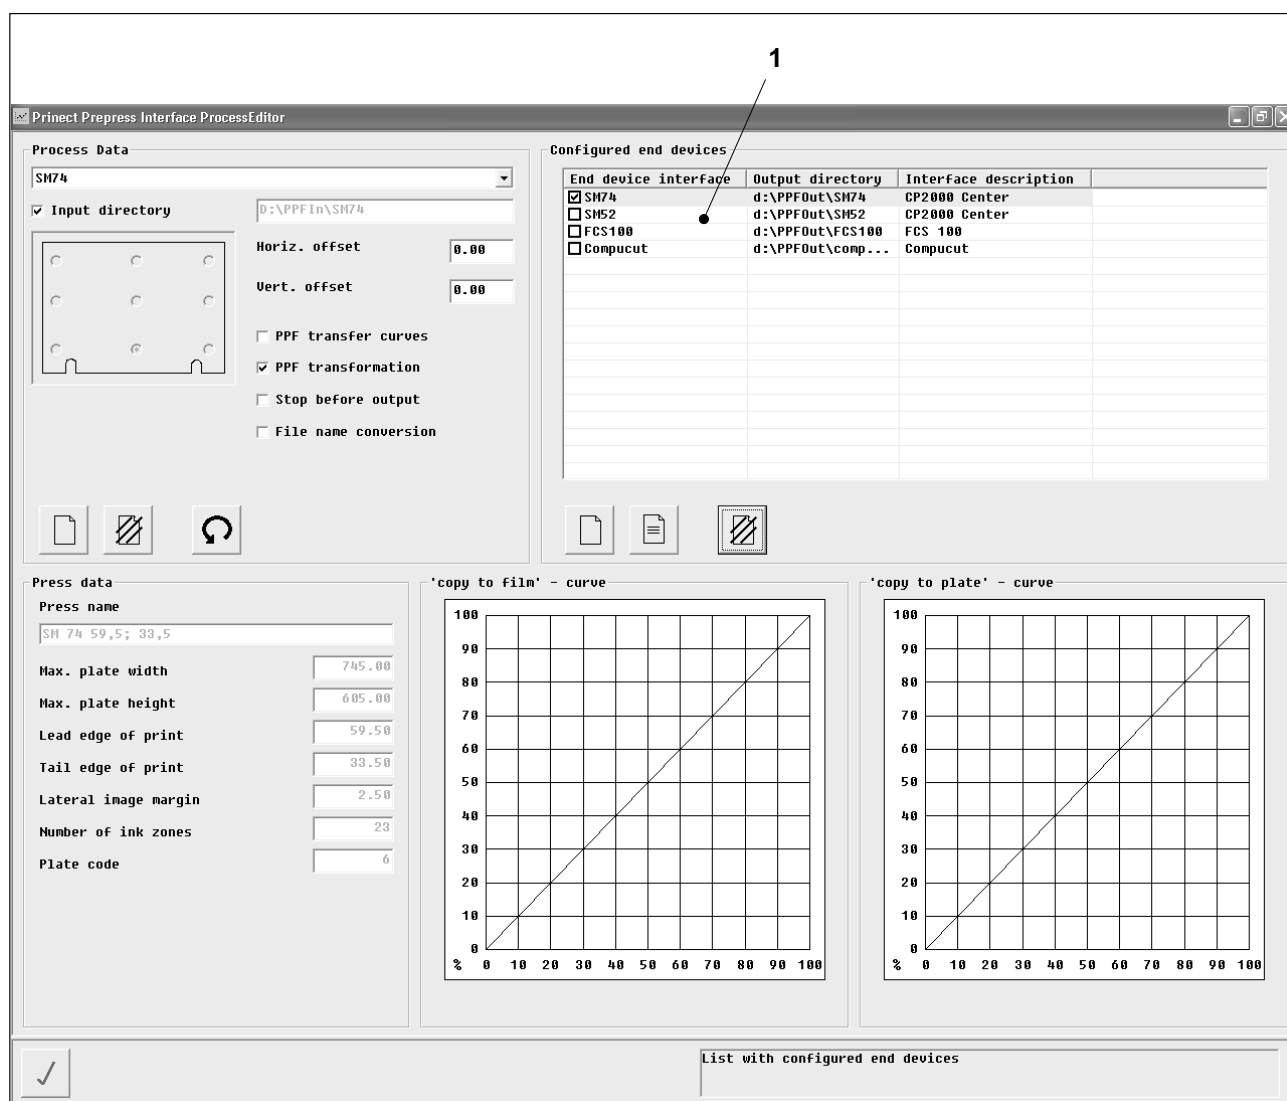 1
Prinect Prepress Interface ProcessEditor
Process Data
SM74
Input directory
D:\PPFIn\SM74
Horiz. offset
0.00
Vert. offset
0.00
PPF transfer curves
PPF transformation
Stop before output
File name conversion
Configured end devices
End device interface Output directory Interface description
SM74 d:\PPFOut\SM74 CP2000 Center
SM52 d:\PPFOut\SM52 CP2000 Center
FCS100 d:\PPFOut\FCS100 FCS 100
Compucut d:\PPFOut\comp... Compucut
Press data
Press name
SM 74 59,5; 33,5
Max. plate width 745.00
Max. plate height 605.00
Lead edge of print 59.50
Tail edge of print 33.50
Lateral image margin 2.50
Number of ink zones 23
Plate code 6
'copy to film' - curve
100
90
80
70
60
50
40
30
20
10
0
% 0 10 20 30 40 50 60 70 80 90 100
'copy to plate' - curve
100
90
80
70
60
50
40
30
20
10
0
% 0 10 20 30 40 50 60 70 80 90 100
List with configured end devices